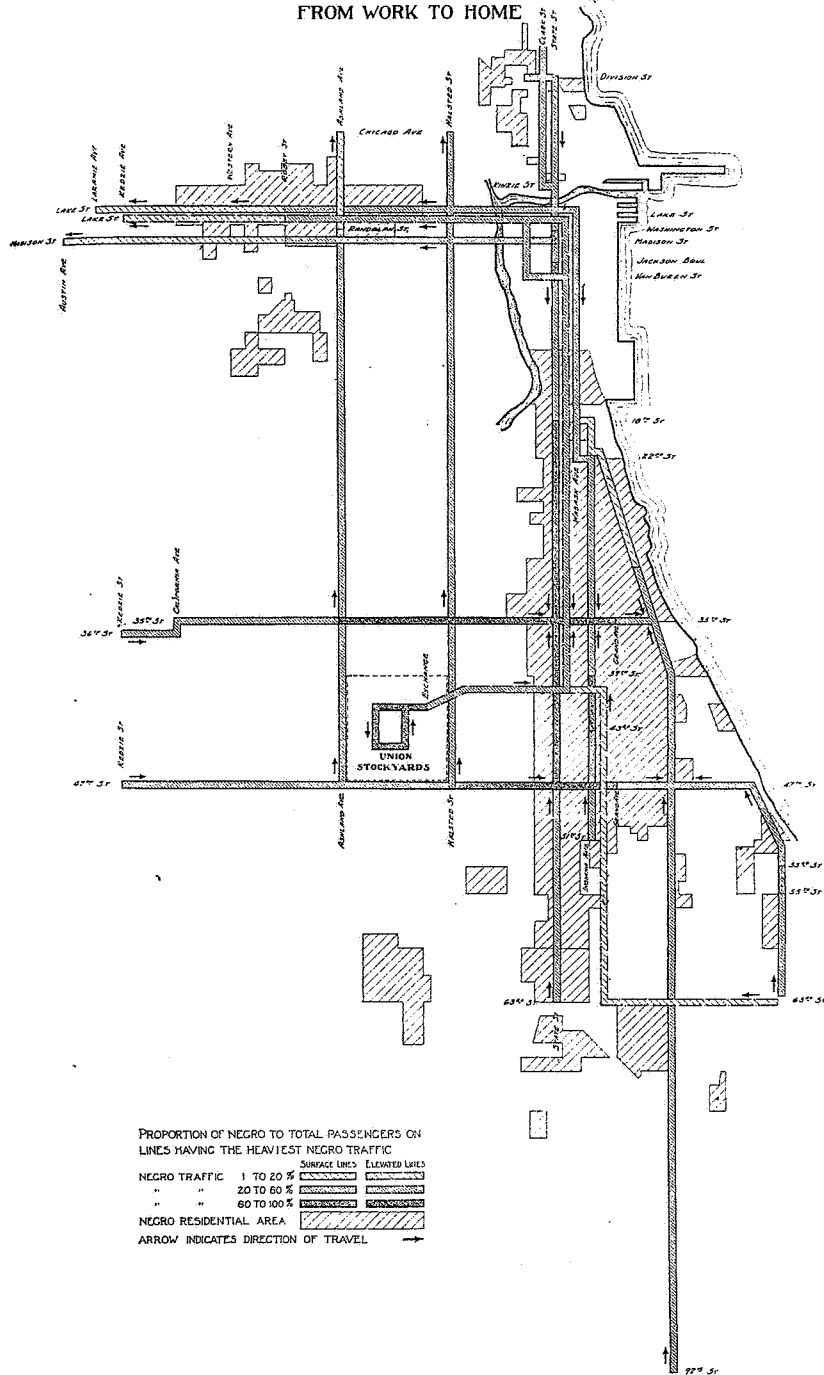 FROM WORK TO HOME
CLARK ST
STATE ST
DIVISION ST
ASHLAND AVE
HALSTED ST
CHICAGO AVE
LARAMIE AVE
KEDZIE AVE
WESTERN AVE
ROBEY ST
KINZIE ST
LAKE ST
LAKE ST
LAKE ST
RANDOLPH ST,
WASHINGTON ST
MADISON ST
MADISON ST
AUSTIN AVE
JACKSON BOUL
VAN BUREN ST
18TH ST
22ND ST
WABASH AVE
CALIFORNIA AVE
KEDZIE ST
35TH ST
36TH ST
35TH ST
39TH ST
EXCHANGE
43RD ST
UNION
STOCKYARDS
KEDZIE ST
47TH ST
47TH ST
ASHLAND AVE
HALSTED ST
51ST ST
INDIANA AVE
53RD ST
55TH ST
63RD ST
63RD ST
STATE ST
PROPORTION OF NEGRO TO TOTAL PASSENGERS ON
LINES HAVING THE HEAVIEST NEGRO TRAFFIC
SURFACE LINES ELEVATED LINES
NEGRO TRAFFIC 1 TO 20 %
" " 20 TO 60 %
" " 60 TO 100 %
NEGRO RESIDENTIAL AREA
ARROW INDICATES DIRECTION OF TRAVEL
92ND ST